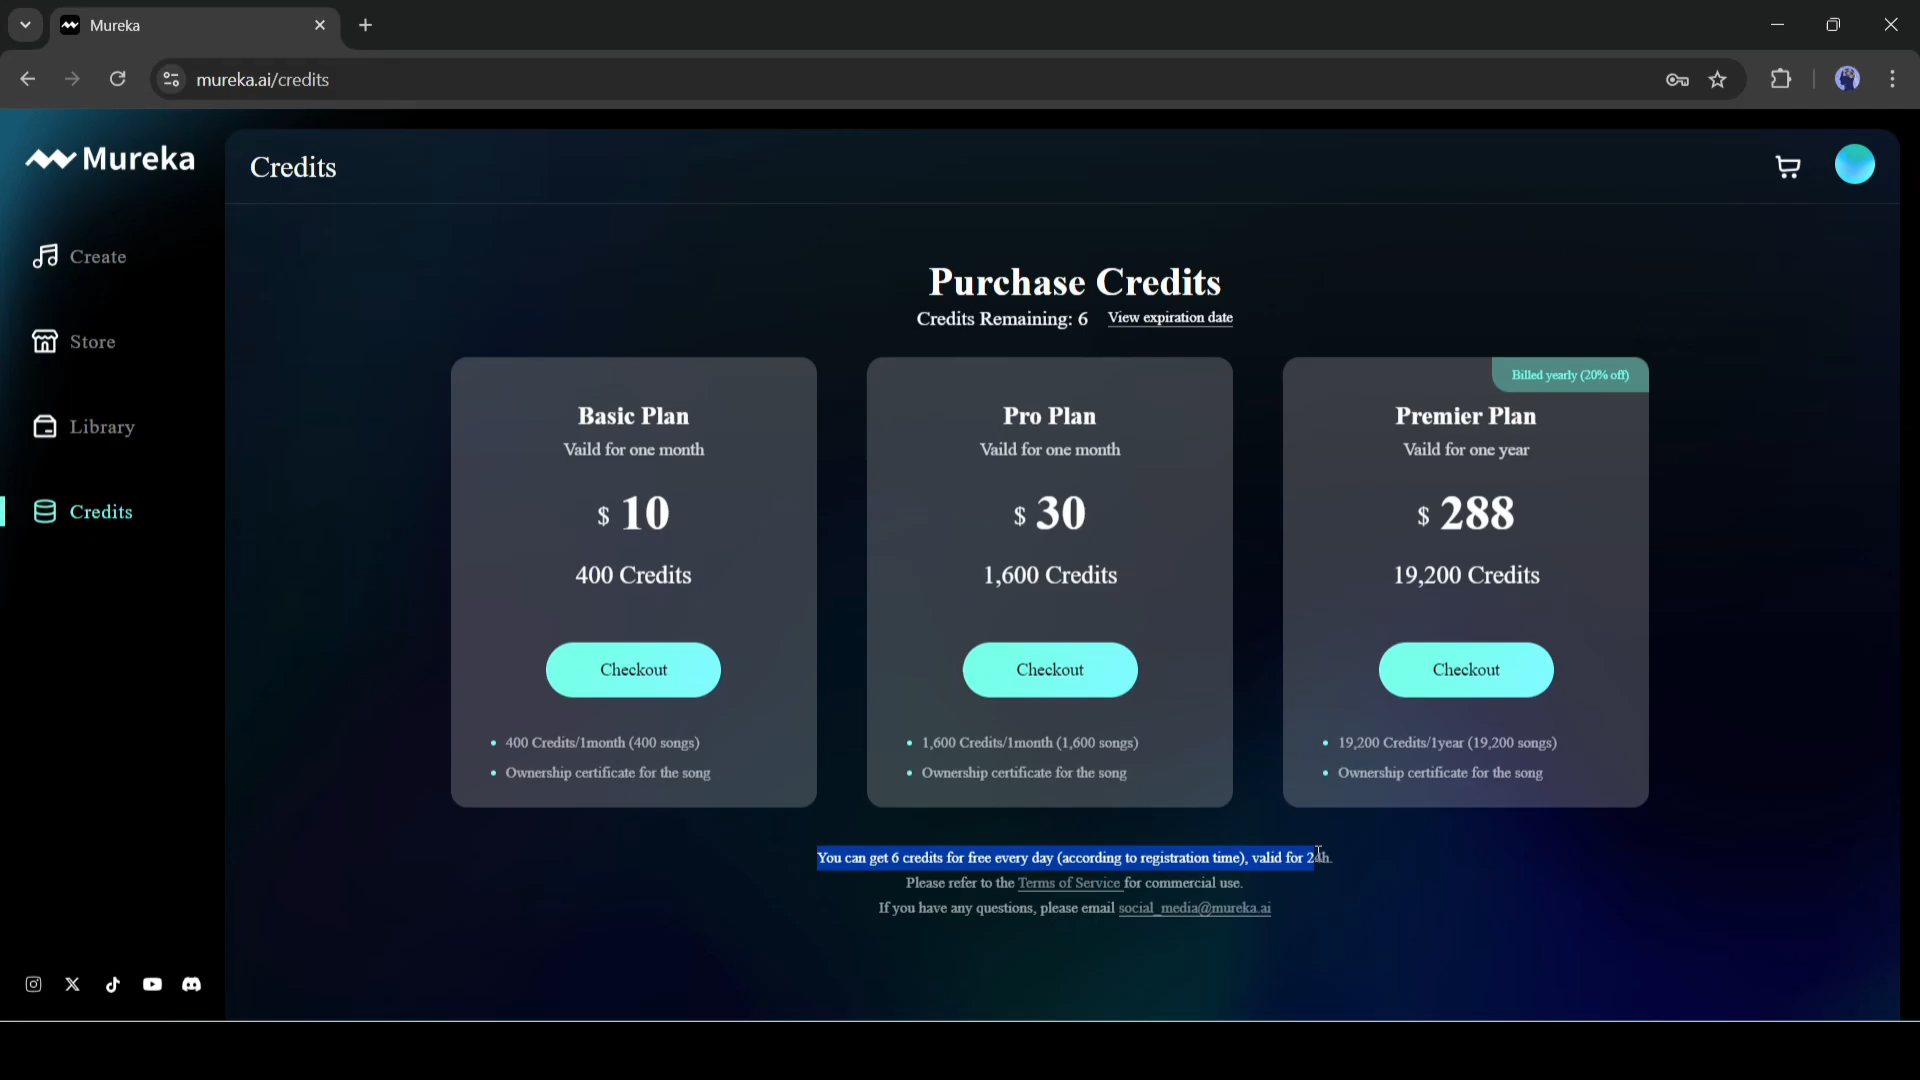 Mureka
mureka.ai/credits
Mureka
Create
Store
Library
Credits
Credits
Purchase Credits
Credits Remaining: 6 View expiration date
Basic Plan
Vaild for one month
$ 10
400 Credits
Checkout
• 400 Credits/1month (400 songs)
• Ownership certificate for the song
Pro Plan
Vaild for one month
$ 30
1,600 Credits
Checkout
• 1,600 Credits/1month (1,600 songs)
• Ownership certificate for the song
Billed yearly (20% off)
Premier Plan
Vaild for one year
$ 288
19,200 Credits
Checkout
• 19,200 Credits/1year (19,200 songs)
• Ownership certificate for the song
You can get 6 credits for free every day (according to registration time), valid for 24h.
Please refer to the Terms of Service for commercial use.
If you have any questions, please email social_media@mureka.ai